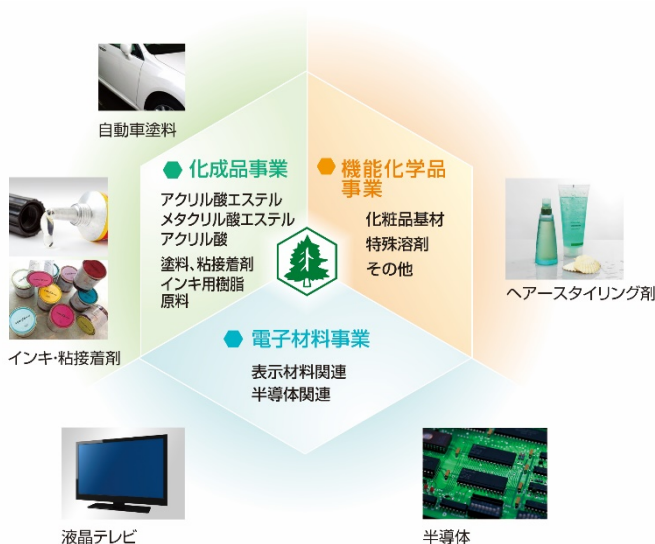 自動車塗料
化成品事業
アクリル酸エステル
メタクリル酸エステル
アクリル酸
塗料、粘接着剤
インキ用樹脂
原料
インキ・粘接着剤
機能化学品
事業
化粧品基材
特殊溶剤
その他
ヘアースタイリング剤
電子材料事業
表示材料関連
半導体関連
液晶テレビ
半導体